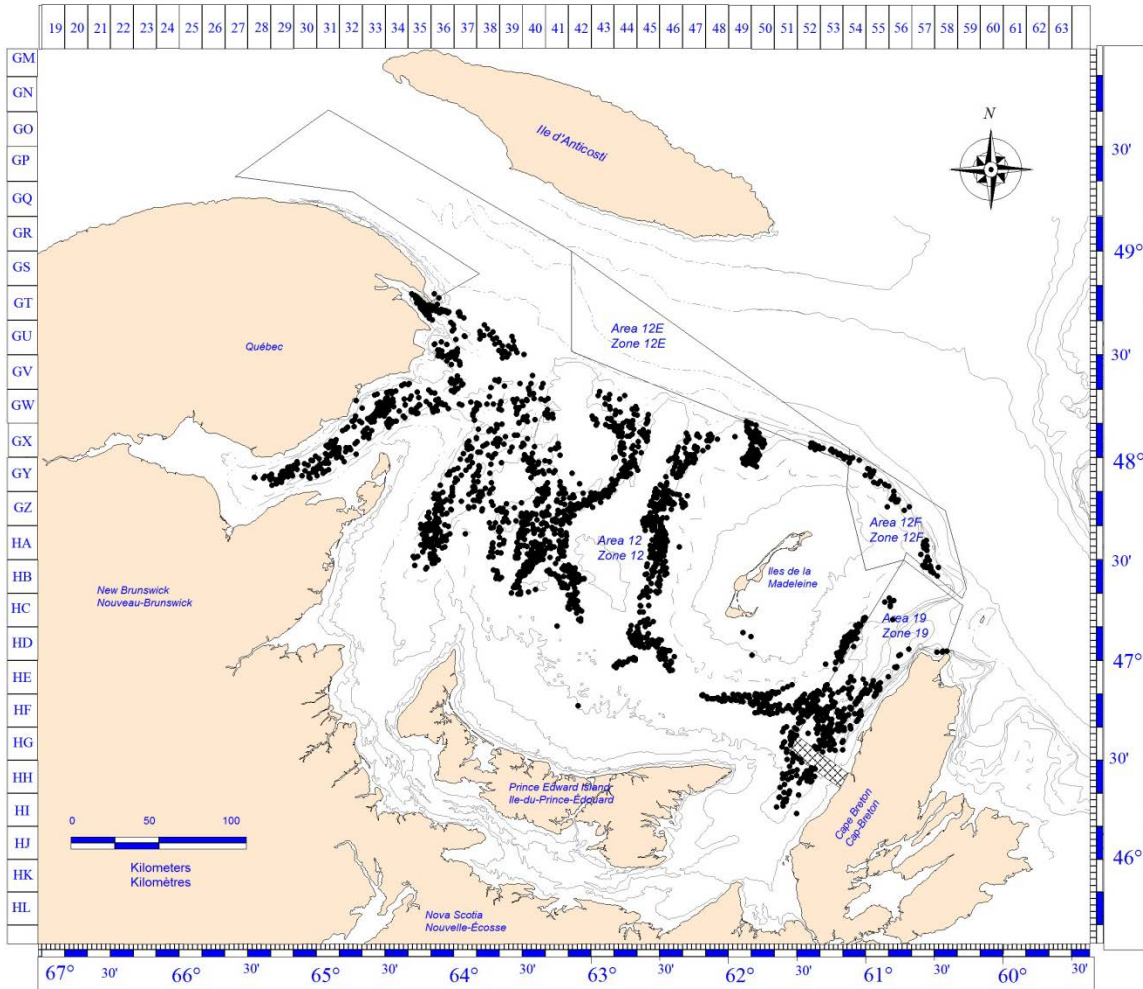 19 20 21 22 23 24 25 26 27 28 29 30 31 32 33 34 35 36 37 38 39 40 41 42 43 44 45 46 47 48 49 50 51 52 53 54 55 56 57 58 59 60 61 62 63
GM
GN
GO
GP
GQ
GR
GS
GT
GU
GV
GW
GX
GY
GZ
HA
HB
HC
HD
HE
HF
HG
HH
HI
HJ
HK
HL
Ile d'Anticosti
N
Québec
Area 12E
Zone 12E
Area 12F
Zone 12F
Area 12
Zone 12
Iles de la
Madeleine
New Brunswick
Nouveau-Brunswick
Area 19
Zone 19
Prince Edward Island
Ile-du-Prince-Édouard
Cape Breton
Cap-Breton
0 50 100
Kilometers
Kilomètres
Nova Scotia
Nouvelle-Écosse
30'
49°
30'
48°
30'
47°
30'
46°
67° 30' 66° 30' 65° 30' 64° 30' 63° 30' 62° 30' 61° 30' 60° 30'